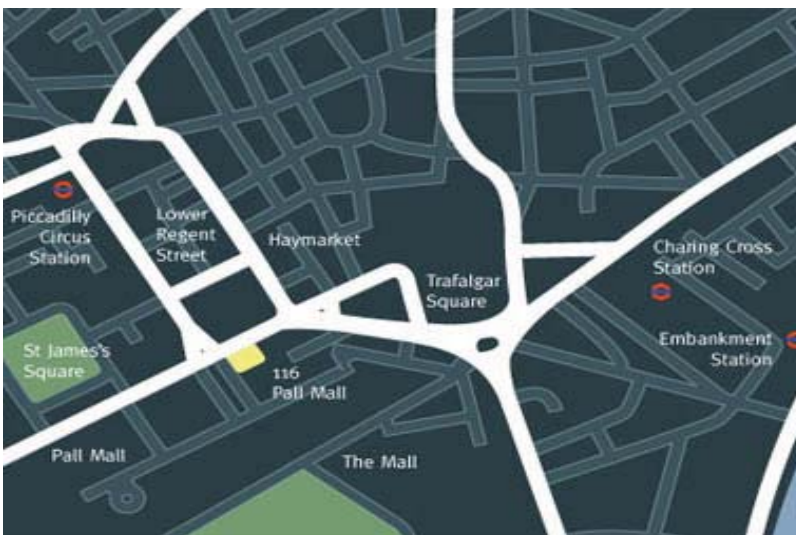 Piccadilly
Circus
Station
Lower
Regent
Street
Haymarket
Trafalgar
Square
Charing Cross
Station
Embankment
Station
St James's
Square
116
Pall Mall
Pall Mall
The Mall